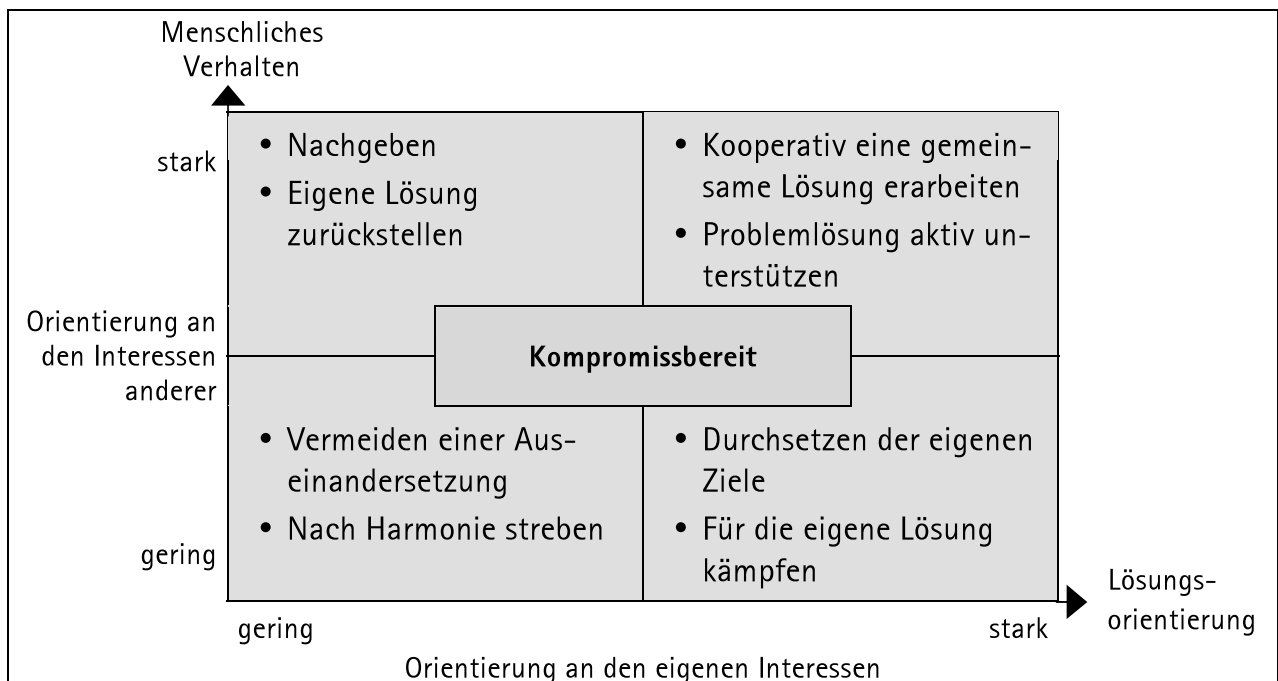 Menschliches
Verhalten
stark
• Nachgeben
• Eigene Lösung
zurückstellen
• Kooperativ eine gemein-
same Lösung erarbeiten
• Problemlösung aktiv un-
terstützen
Orientierung an
den Interessen
anderer
Kompromissbereit
• Vermeiden einer Aus-
einandersetzung
• Nach Harmonie streben
• Durchsetzen der eigenen
Ziele
• Für die eigene Lösung
kämpfen
gering
Lösungs-
orientierung
gering
stark
Orientierung an den eigenen Interessen